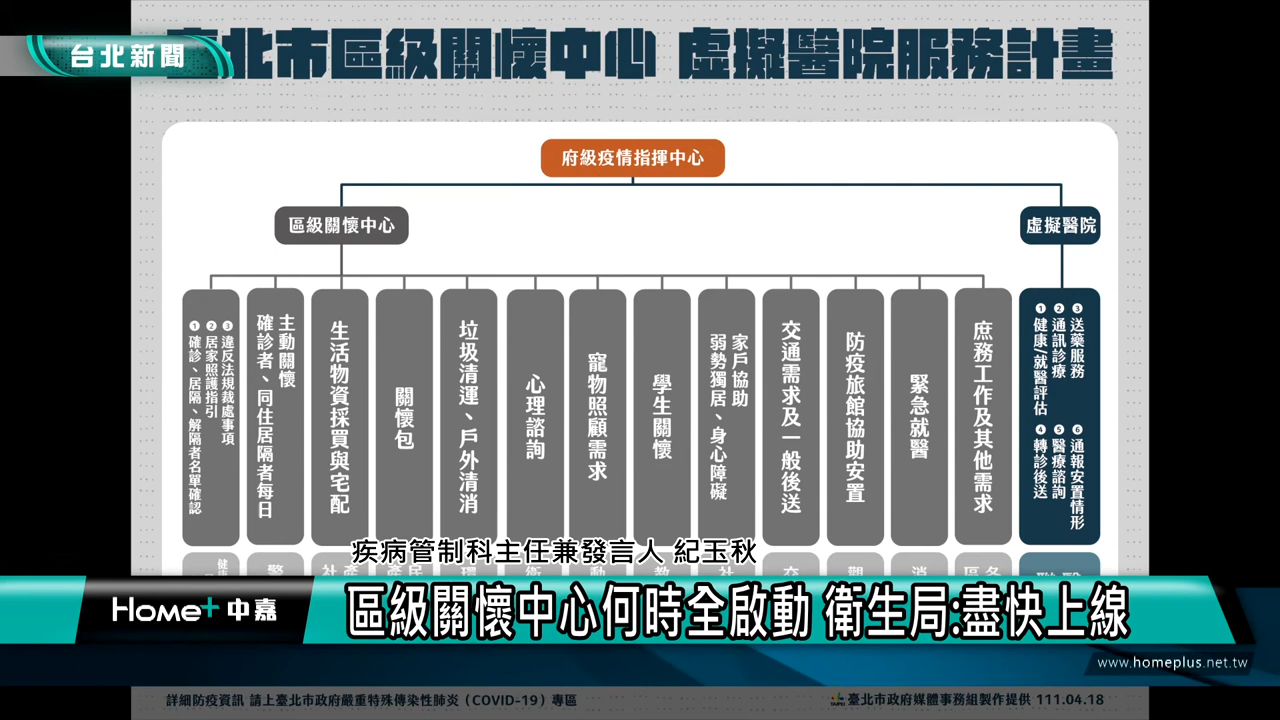 台北新聞
北市區級關懷中心 虛擬醫院服務計畫
府級疫情指揮中心
區級關懷中心
虛擬醫院
❶確診、居隔、解隔者名單確認
❷居家照護指引
❸違反法規裁處事項
主動關懷
確診者、同住居隔者每日
生活物資採買與宅配
關懷包
垃圾清運、戶外清消
心理諮詢
寵物照顧需求
學生關懷
家戶協助
弱勢獨居、身心障礙
交通需求及一般後送
防疫旅館協助安置
緊急就醫
庶務工作及其他需求
❶健康/就醫評估
❷通訊診療
❸送藥服務
❹轉診後送
❺醫療諮詢
❻通報安置情形
疾病管制科主任兼發言人 紀玉秋
Home+ 中嘉
區級關懷中心何時全啟動 衛生局:盡快上線
www.homeplus.net.tw
詳細防疫資訊 請上臺北市政府嚴重特殊傳染性肺炎（COVID-19）專區
TAIPEI 臺北市政府媒體事務組製作提供 111.04.18